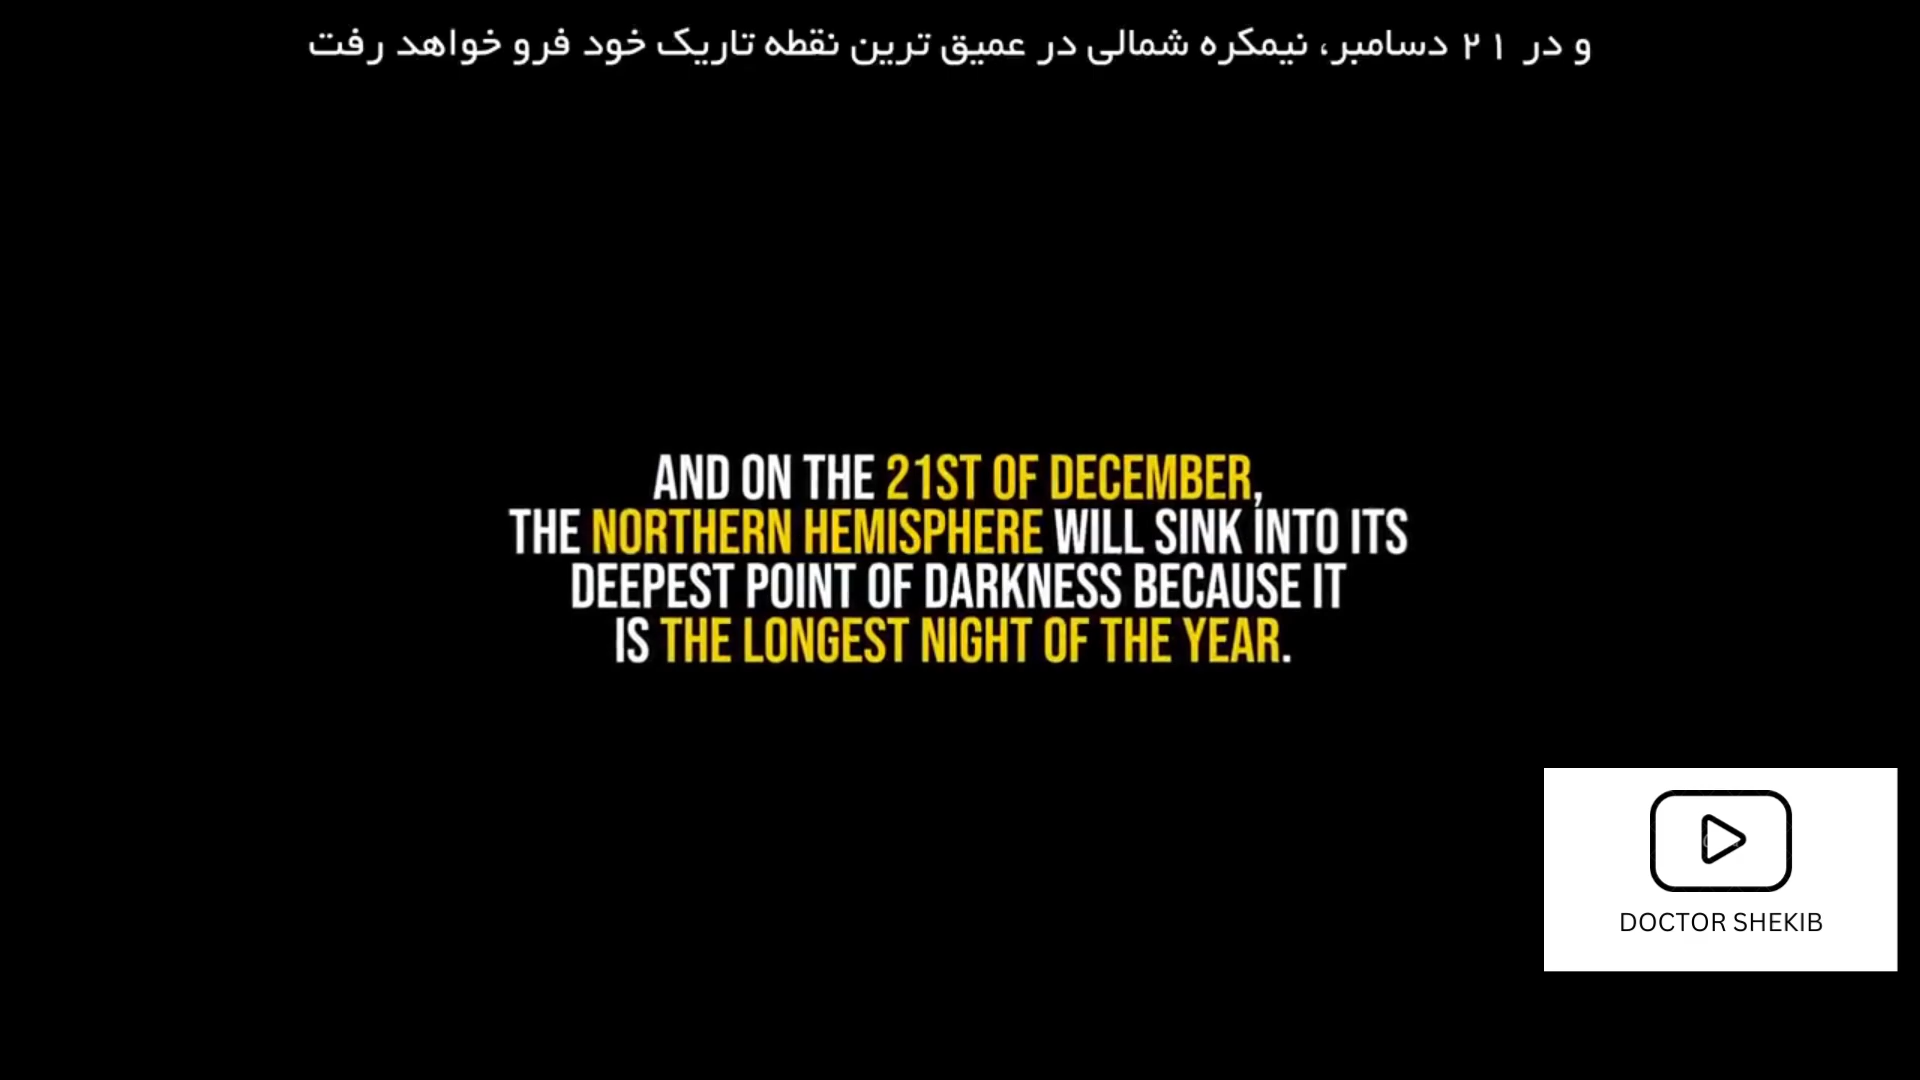 و در ۲۱ دسامبر، نیمکره شمالی در عمیق ترین نقطه تاریک خود فرو خواهد رفت
AND ON THE 21ST OF DECEMBER,
THE NORTHERN HEMISPHERE WILL SINK INTO ITS
DEEPEST POINT OF DARKNESS BECAUSE IT
IS THE LONGEST NIGHT OF THE YEAR.
DOCTOR SHEKIB